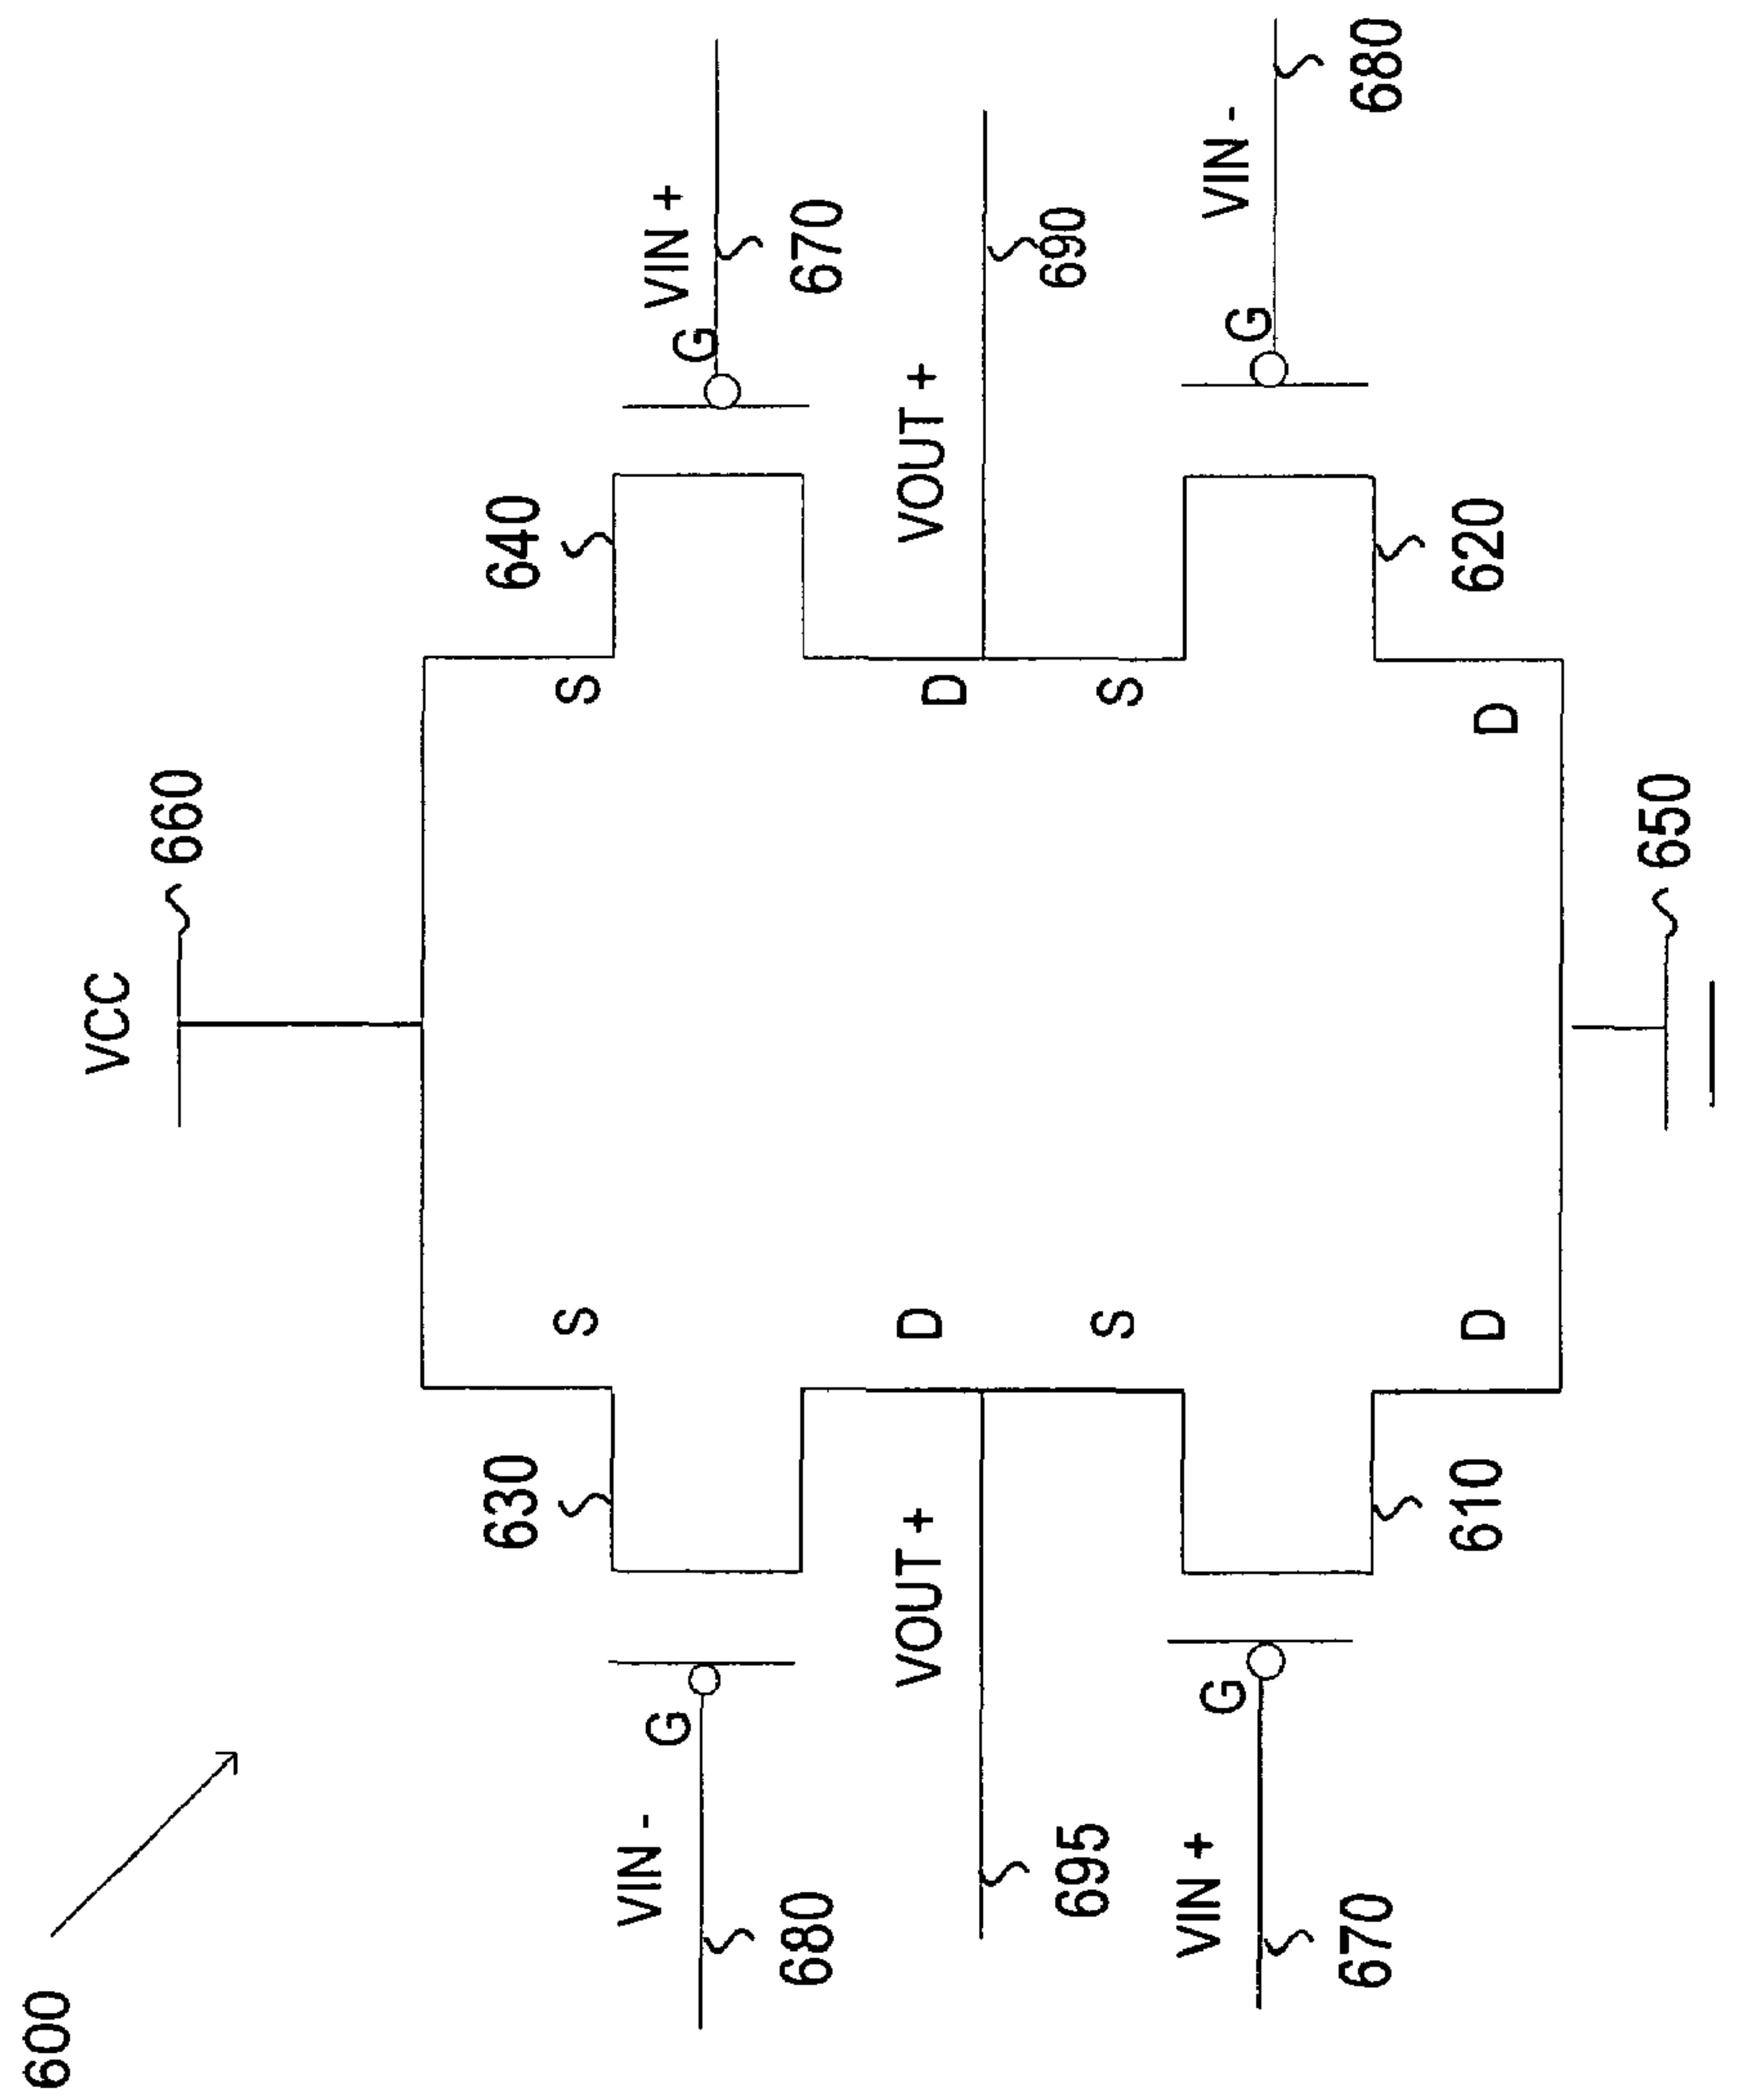 600
VCC
660
630
640
S
S
VIN -
G
G
VIN +
680
670
VOUT +
D
D
VOUT +
695
690
S
S
VIN +
G
G
VIN -
670
680
610
620
D
D
650